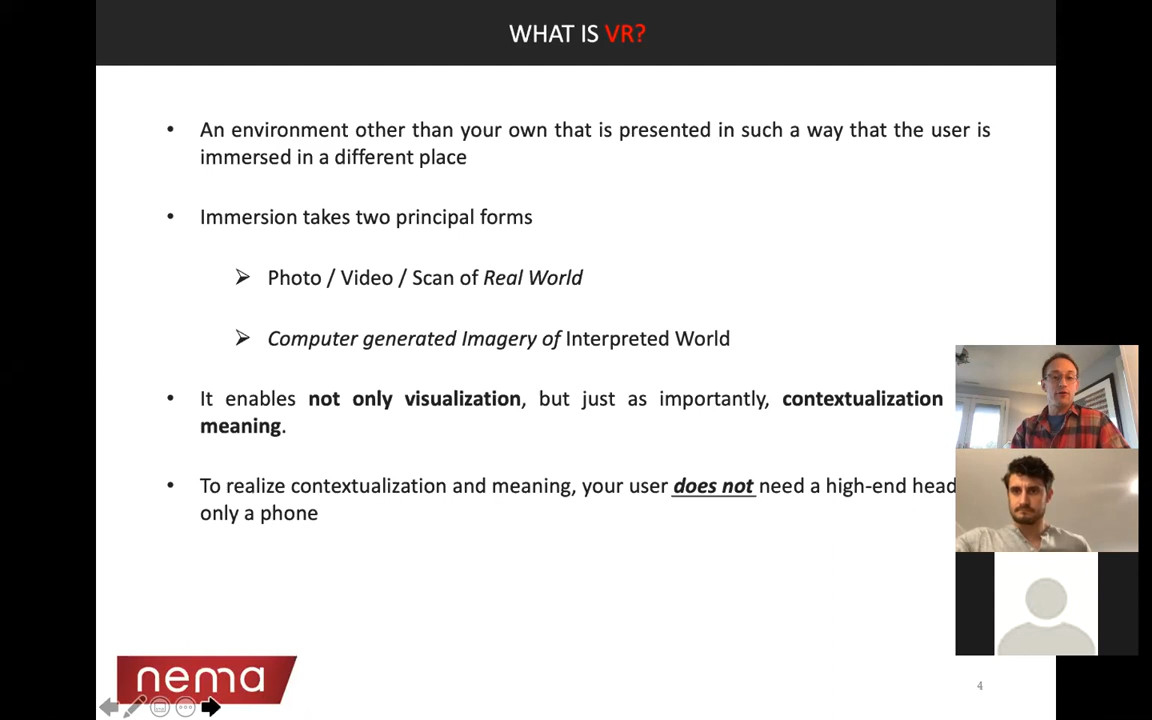 WHAT IS VR?
• An environment other than your own that is presented in such a way that the user is
immersed in a different place
• Immersion takes two principal forms
➢ Photo / Video / Scan of Real World
➢ Computer generated Imagery of Interpreted World
• It enables not only visualization, but just as importantly, contextualization
meaning.
• To realize contextualization and meaning, your user does not need a high-end head
only a phone
nema
4